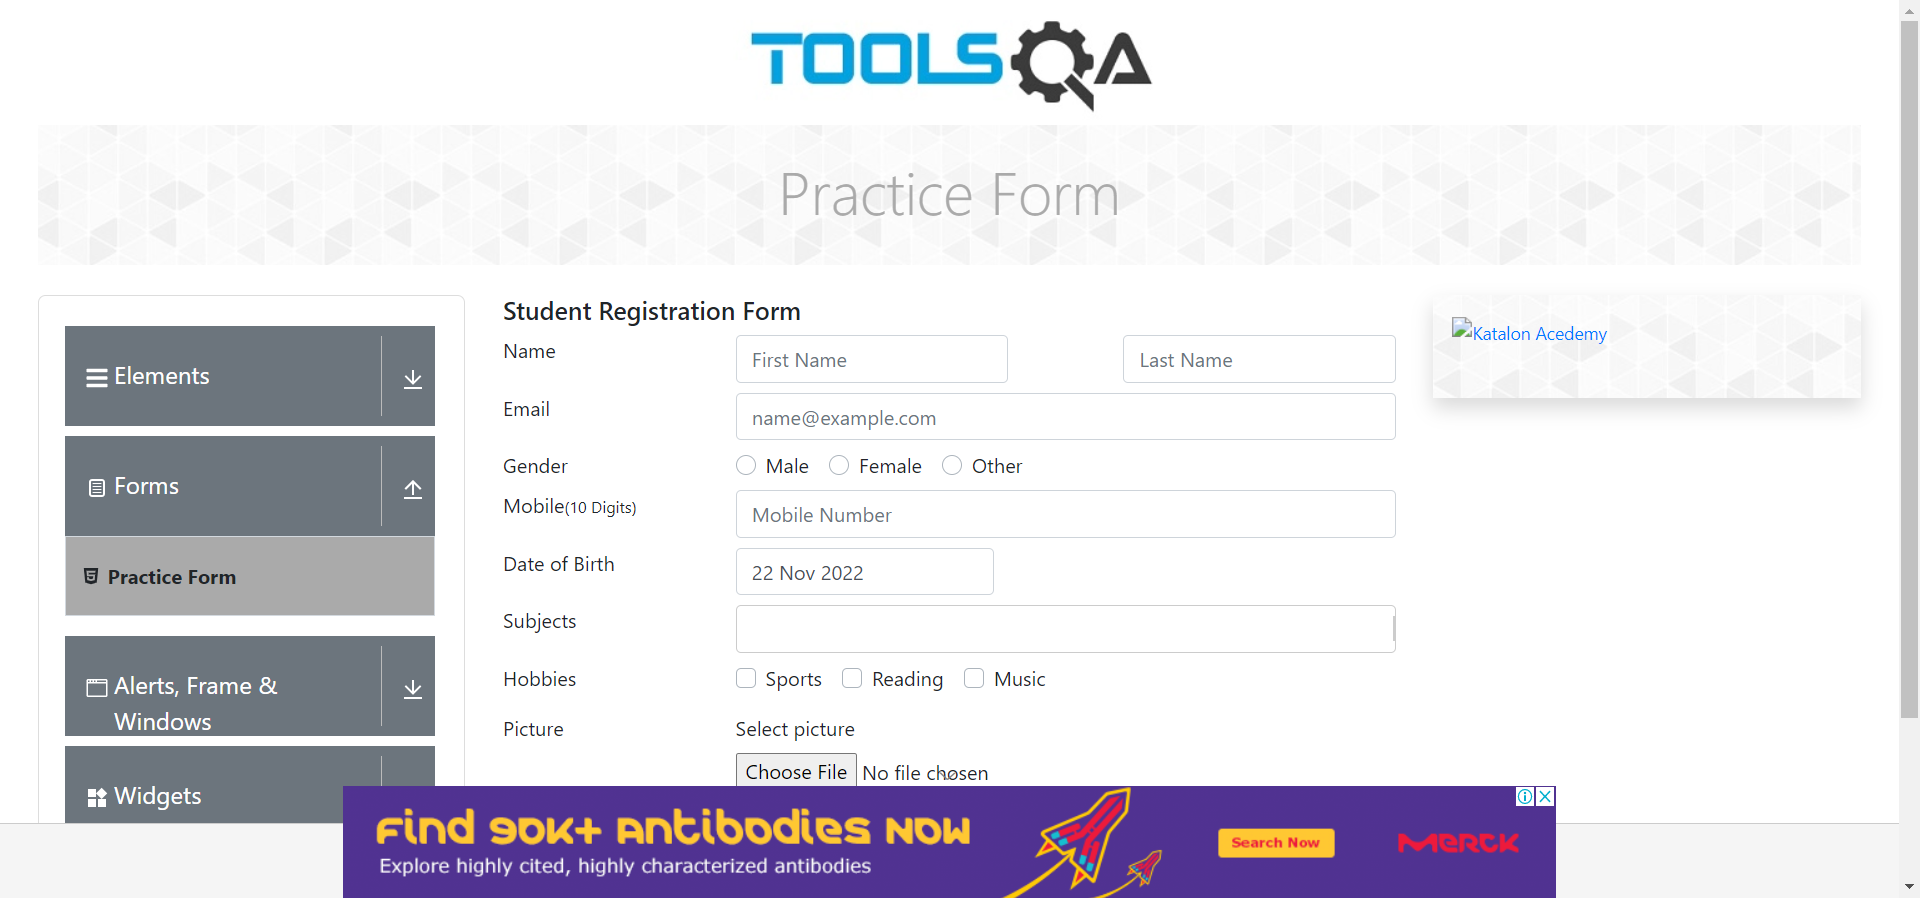 TOOLSQA
Practice Form
Elements
Forms
Practice Form
Alerts, Frame &
Windows
Widgets
Student Registration Form
Name
First Name
Last Name
Email
name@example.com
Gender
Male
Female
Other
Mobile(10 Digits)
Mobile Number
Date of Birth
22 Nov 2022
Subjects
Hobbies
Sports
Reading
Music
Picture
Select picture
Choose File No file chosen
Katalon Acedemy
Find 90K+ Antibodies Now
Explore highly cited, highly characterized antibodies
Search Now
MERCK